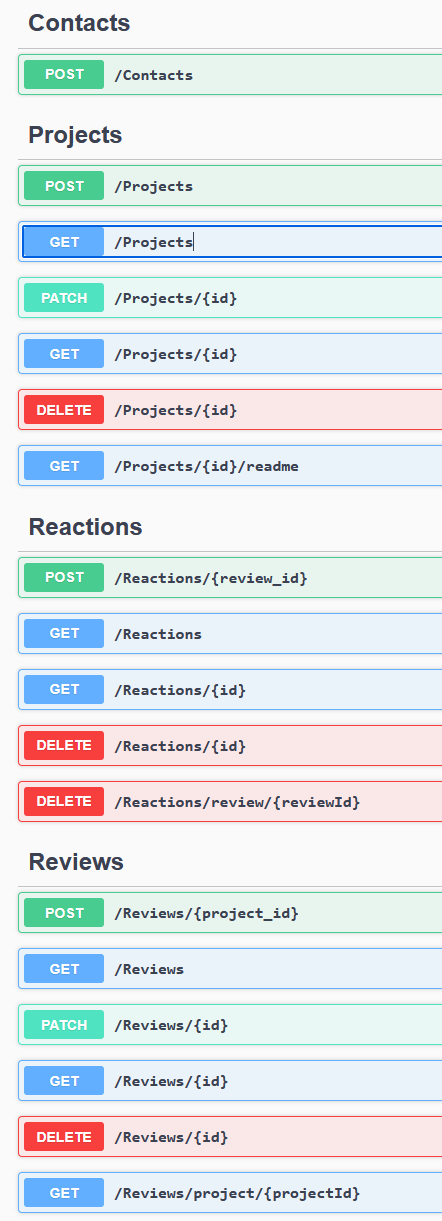 Contacts
POST /Contacts
Projects
POST /Projects
GET /Projects
PATCH /Projects/{id}
GET /Projects/{id}
DELETE /Projects/{id}
GET /Projects/{id}/readme
Reactions
POST /Reactions/{review_id}
GET /Reactions
GET /Reactions/{id}
DELETE /Reactions/{id}
DELETE /Reactions/review/{reviewId}
Reviews
POST /Reviews/{project_id}
GET /Reviews
PATCH /Reviews/{id}
GET /Reviews/{id}
DELETE /Reviews/{id}
GET /Reviews/project/{projectId}